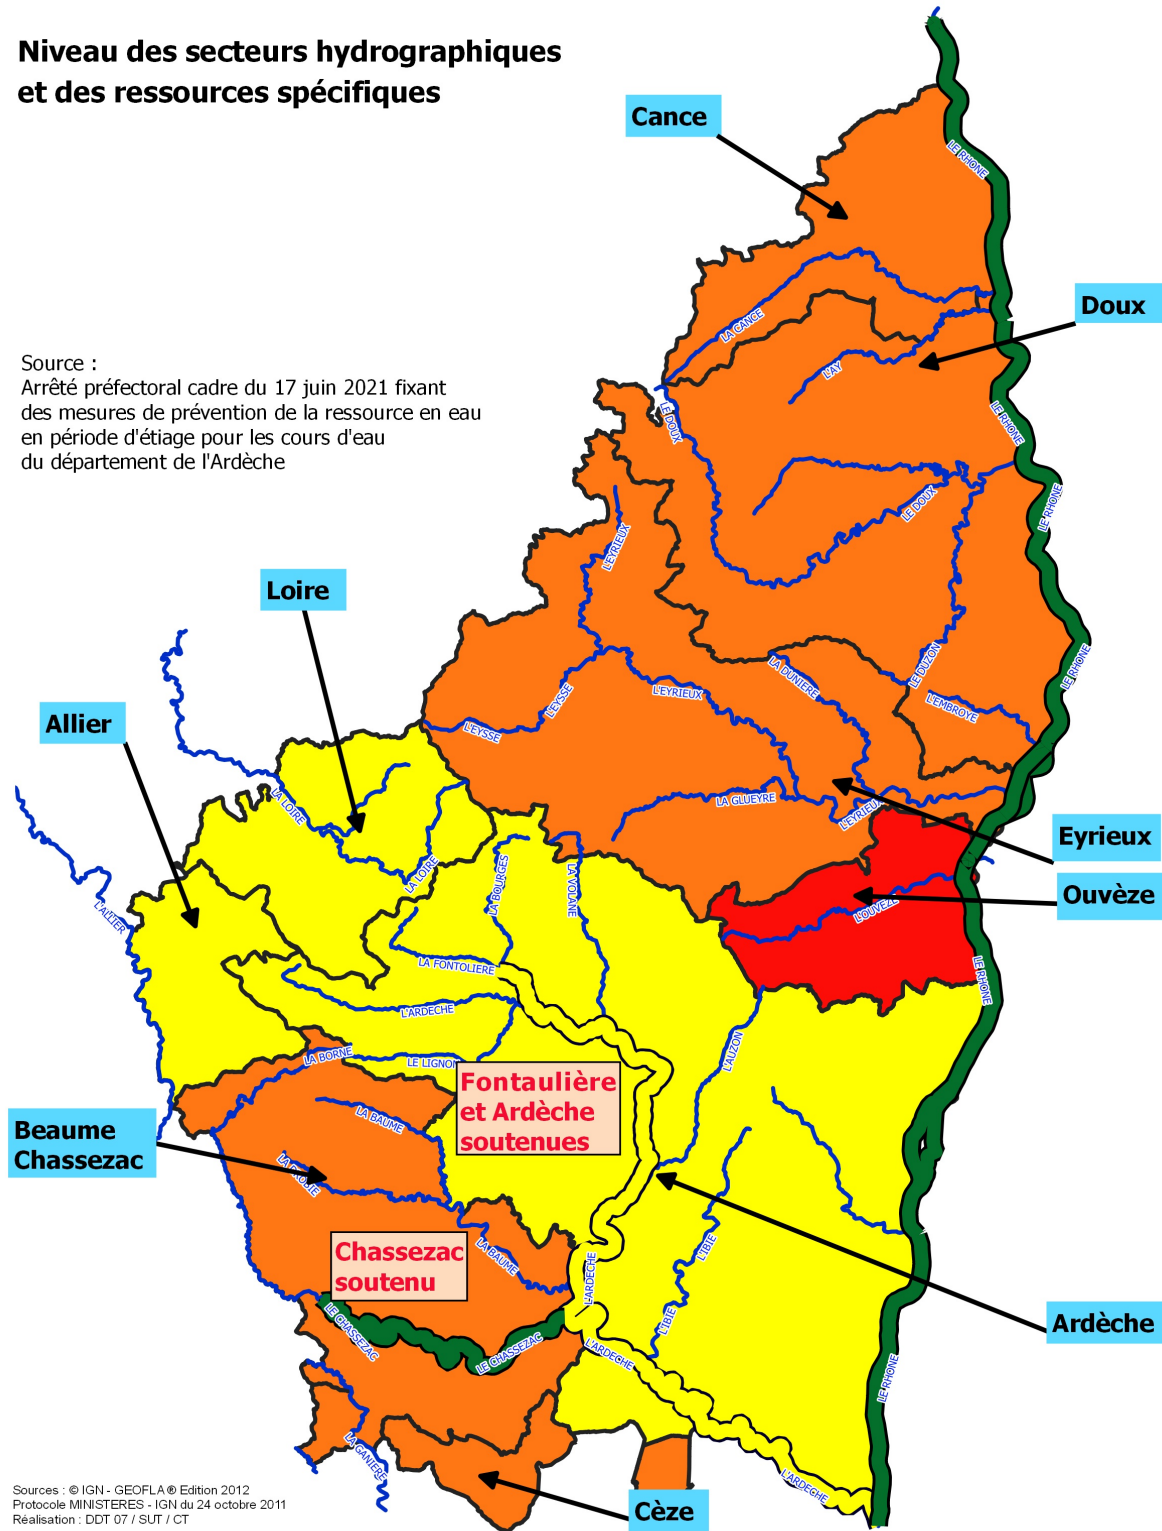 Niveau des secteurs hydrographiques
et des ressources spécifiques
Cance
LE RHONE
Doux
LA CANCE
Source :
Arrêté préfectoral cadre du 17 juin 2021 fixant
des mesures de prévention de la ressource en eau
en période d'étiage pour les cours d'eau
du département de l'Ardèche
L'AY
LE DOUX
LE RHONE
LE DOUX
LE RHONE
L'EYRIEUX
Loire
LE DUZON
LE RHONE
LA DUNIERE
L'EYRIEUX
L'EYSSE
L'EMBROYE
Allier
L'EYSSE
LA LOIRE
LA GLUEYRE
L'EYRIEUX
Eyrieux
LA LOIRE
LA BOURGES
LA VOLANE
Ouvèze
L'OUVEZE
L'ALLIER
LA FONTOLIERE
LE RHONE
L'ARDECHE
L'AUZON
LA BORNE
LE LIGNON
Fontaulière
et Ardèche
soutenues
LA BAUME
Beaume
Chassezac
LA DROBIE
Chassezac
soutenu
LA BAUME
L'IBIE
L'ARDECHE
L'IBIE
Ardèche
LE CHASSEZAC
LE CHASSEZAC
L'ARDECHE
LE RHONE
LA GANIERE
L'ARDECHE
Cèze
Sources : © IGN - GEOFLA® Edition 2012
Protocole MINISTERES - IGN du 24 octobre 2011
Réalisation : DDT 07 / SUT / CT